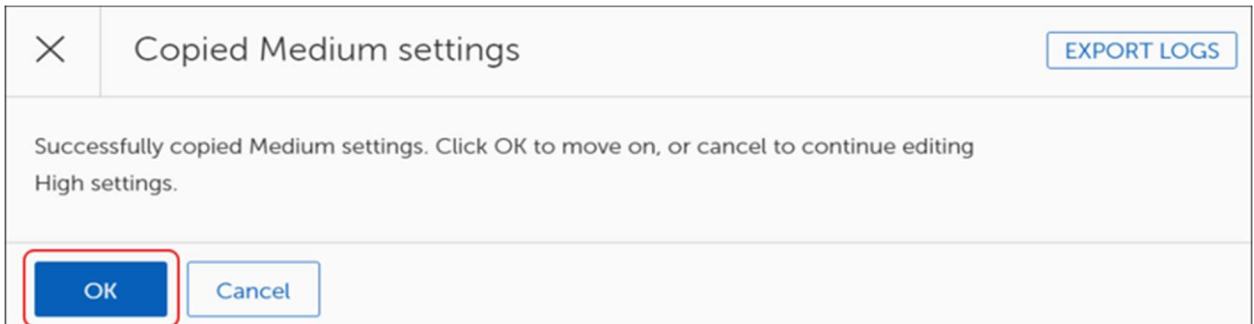 Copied Medium settings
EXPORT LOGS
Successfully copied Medium settings. Click OK to move on, or cancel to continue editing
High settings.
OK
Cancel